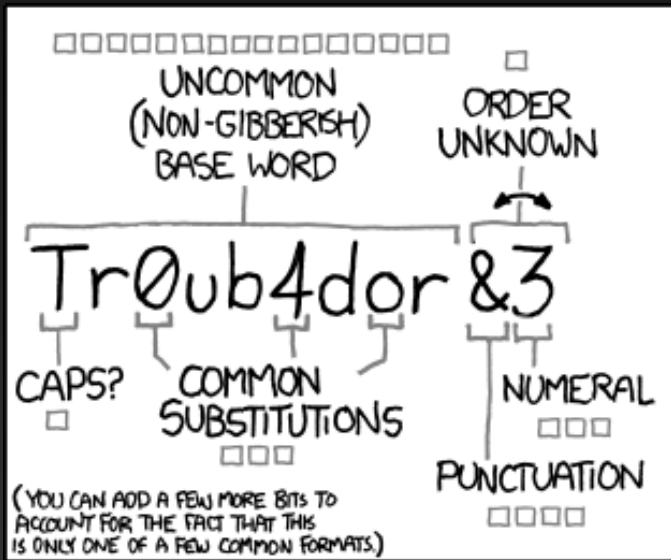 UNCOMMON
(NON-GIBBERISH)
BASE WORD
ORDER
UNKNOWN
Tr0ub4dor &3
CAPS?
COMMON
SUBSTITUTIONS
NUMERAL
PUNCTUATION
(YOU CAN ADD A FEW MORE BITS TO
ACCOUNT FOR THE FACT THAT THIS
IS ONLY ONE OF A FEW COMMON FORMATS.)